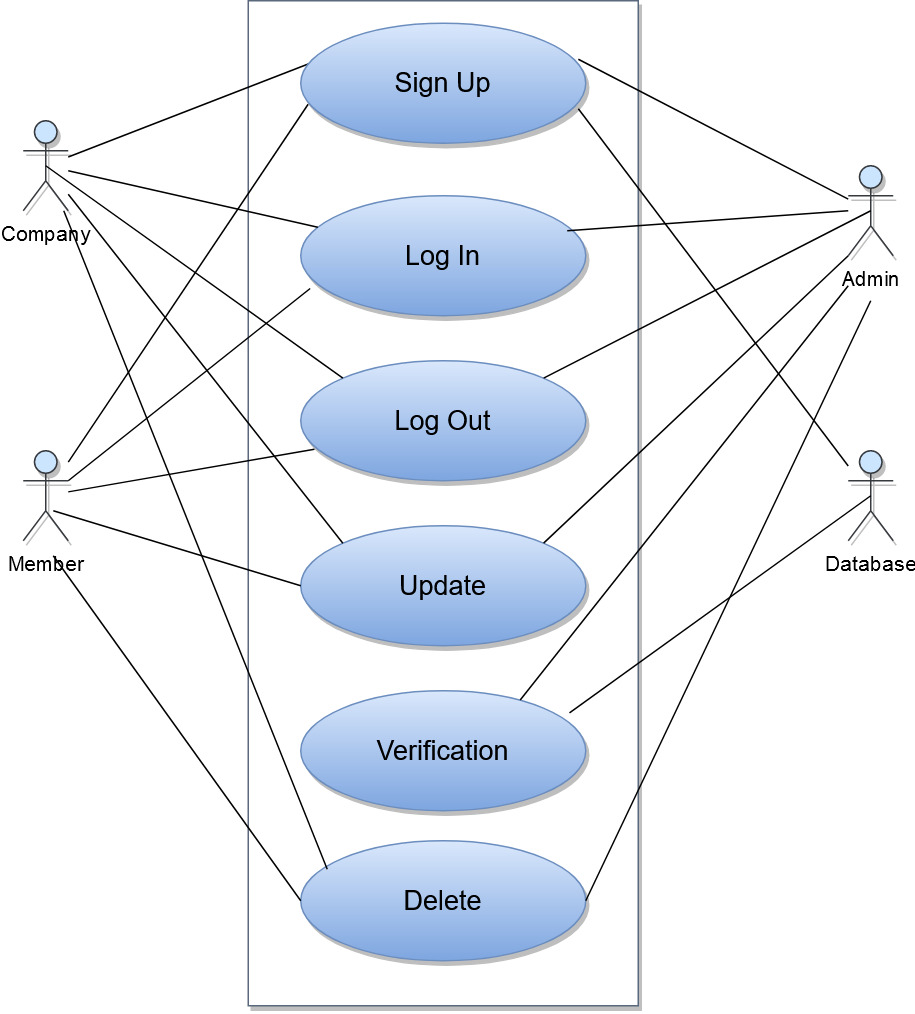 Sign Up
Company
Log In
Admin
Log Out
Member
Update
Database
Verification
Delete